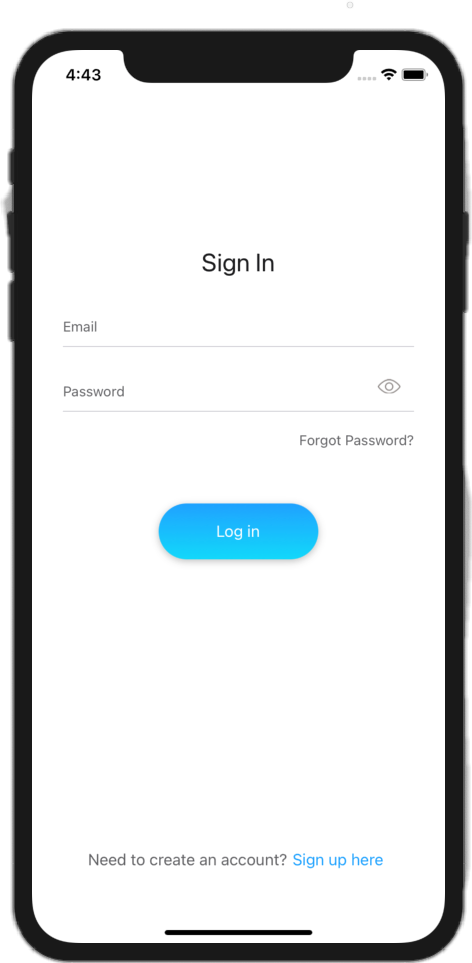 4:43
Sign In
Email
Password
Forgot Password?
Log in
Need to create an account? Sign up here